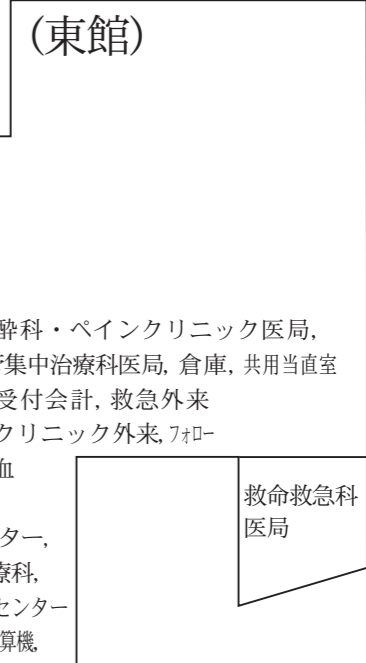 (東館)
酔科・ペインクリニック医局,
集中治療科医局, 倉庫, 共用当直室
受付会計, 救急外来
クリニック外来, フォロー
血
救命救急科
医局
ター,
療科,
センター
算機,